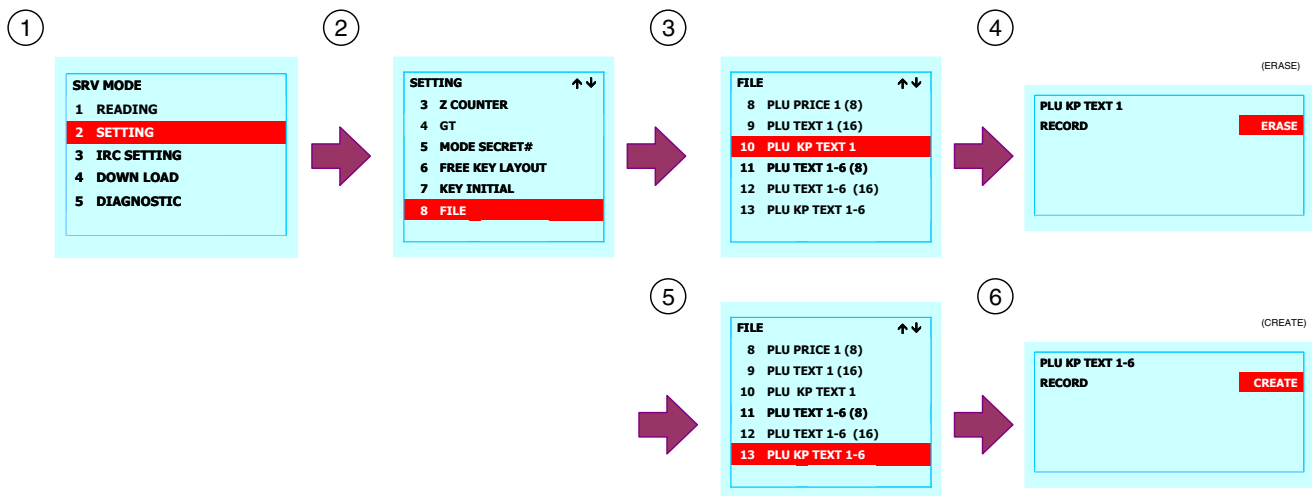 1
SRV MODE
1 READING
2 SETTING
3 IRC SETTING
4 DOWN LOAD
5 DIAGNOSTIC
2
SETTING ↑↓
3 Z COUNTER
4 GT
5 MODE SECRET#
6 FREE KEY LAYOUT
7 KEY INITIAL
8 FILE
3
FILE ↑↓
8 PLU PRICE 1 (8)
9 PLU TEXT 1 (16)
10 PLU KP TEXT 1
11 PLU TEXT 1-6 (8)
12 PLU TEXT 1-6 (16)
13 PLU KP TEXT 1-6
4
(ERASE)
PLU KP TEXT 1
RECORD ERASE
5
FILE ↑↓
8 PLU PRICE 1 (8)
9 PLU TEXT 1 (16)
10 PLU KP TEXT 1
11 PLU TEXT 1-6 (8)
12 PLU TEXT 1-6 (16)
13 PLU KP TEXT 1-6
6
(CREATE)
PLU KP TEXT 1-6
RECORD CREATE